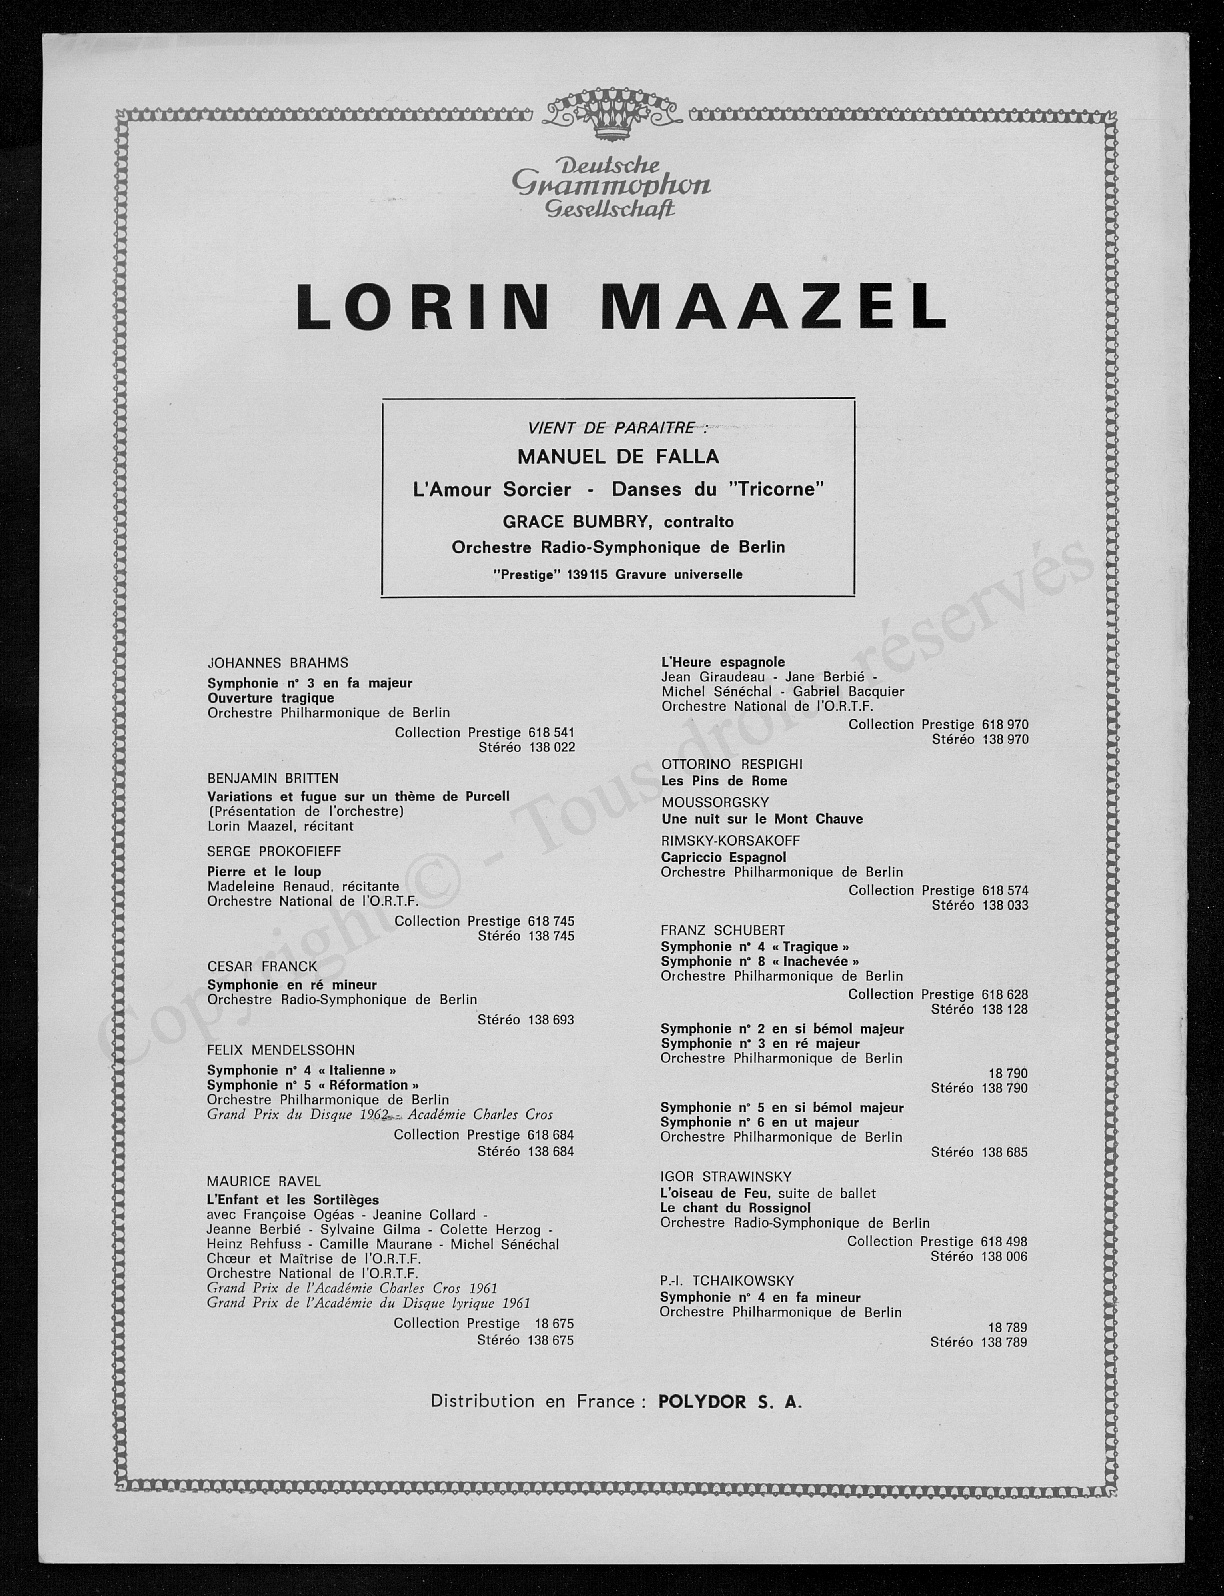 Deutsche
Grammophon
Gesellschaft
LORIN MAAZEL
VIENT DE PARAITRE :
MANUEL DE FALLA
L'Amour Sorcier - Danses du "Tricorne"
GRACE BUMBRY, contralto
Orchestre Radio-Symphonique de Berlin
"Prestige" 139115 Gravure universelle
JOHANNES BRAHMS
Symphonie n° 3 en fa majeur
Ouverture tragique
Orchestre Philharmonique de Berlin
Collection Prestige 618 541
Stéréo 138 022
BENJAMIN BRITTEN
Variations et fugue sur un thème de Purcell
(Présentation de l'orchestre)
Lorin Maazel, récitant
SERGE PROKOFIEFF
Pierre et le loup
Madeleine Renaud, récitante
Orchestre National de l'O.R.T.F.
Collection Prestige 618 745
Stéréo 138 745
CESAR FRANCK
Symphonie en ré mineur
Orchestre Radio-Symphonique de Berlin
Stéréo 138 693
FELIX MENDELSSOHN
Symphonie n° 4 « Italienne »
Symphonie n° 5 « Réformation »
Orchestre Philharmonique de Berlin
Grand Prix du Disque 1962 - Académie Charles Cros
Collection Prestige 618 684
Stéréo 138 684
MAURICE RAVEL
L'Enfant et les Sortilèges
avec Françoise Ogéas - Jeanine Collard -
Jeanne Berbié - Sylvaine Gilma - Colette Herzog -
Heinz Rehfuss - Camille Maurane - Michel Sénéchal
Chœur et Maîtrise de l'O.R.T.F.
Orchestre National de l'O.R.T.F.
Grand Prix de l'Académie Charles Cros 1961
Grand Prix de l'Académie du Disque lyrique 1961
Collection Prestige 18 675
Stéréo 138 675
L'Heure espagnole
Jean Giraudeau - Jane Berbié -
Michel Sénéchal - Gabriel Bacquier
Orchestre National de l'O.R.T.F.
Collection Prestige 618 970
Stéréo 138 970
OTTORINO RESPIGHI
Les Pins de Rome
MOUSSORGSKY
Une nuit sur le Mont Chauve
RIMSKY-KORSAKOFF
Capriccio Espagnol
Orchestre Philharmonique de Berlin
Collection Prestige 618 574
Stéréo 138 033
FRANZ SCHUBERT
Symphonie n° 4 « Tragique »
Symphonie n° 8 « Inachevée »
Orchestre Philharmonique de Berlin
Collection Prestige 618 628
Stéréo 138 128
Symphonie n° 2 en si bémol majeur
Symphonie n° 3 en ré majeur
Orchestre Philharmonique de Berlin
18 790
Stéréo 138 790
Symphonie n° 5 en si bémol majeur
Symphonie n° 6 en ut majeur
Orchestre Philharmonique de Berlin
Stéréo 138 685
IGOR STRAWINSKY
L'oiseau de Feu, suite de ballet
Le chant du Rossignol
Orchestre Radio-Symphonique de Berlin
Collection Prestige 618 498
Stéréo 138 006
P.-I. TCHAIKOWSKY
Symphonie n° 4 en fa mineur
Orchestre Philharmonique de Berlin
18 789
Stéréo 138 789
Distribution en France : POLYDOR S. A.
Copyright © - Tous droits réservés